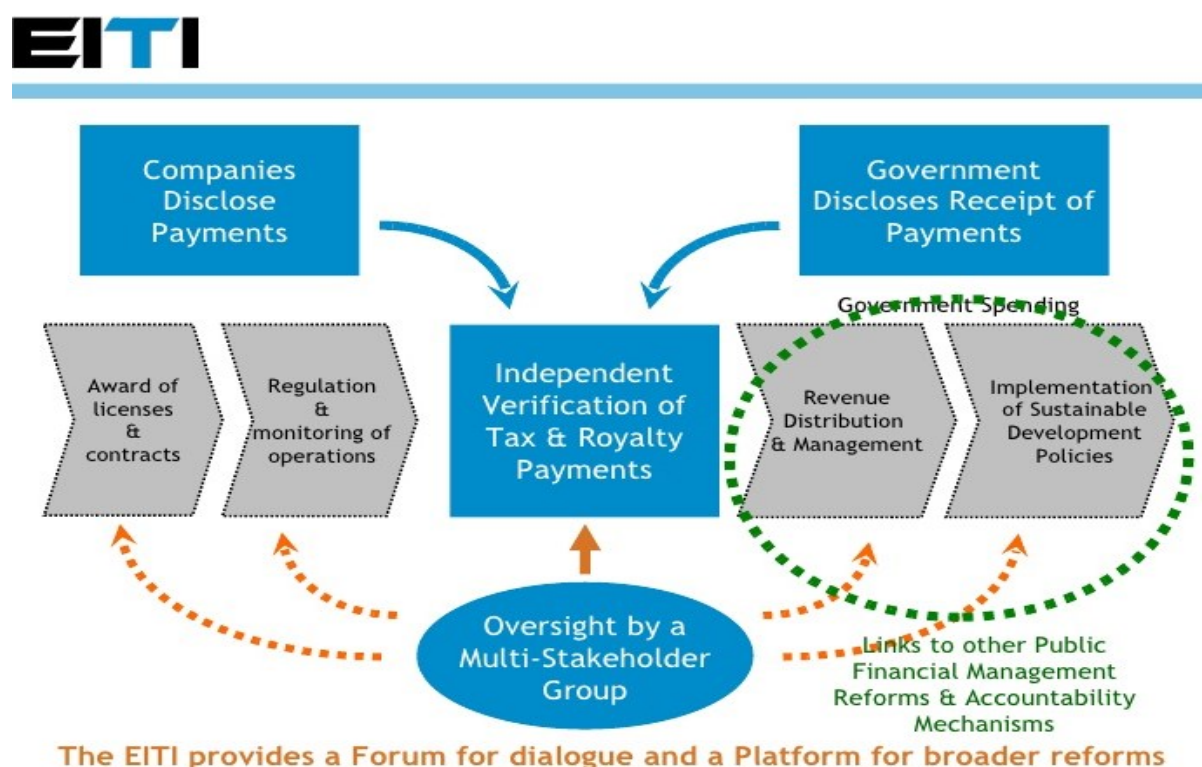 EITI
Companies
Disclose
Payments
Government
Discloses Receipt of
Payments
Government Spending
Award of
licenses
&
contracts
Regulation
&
monitoring of
operations
Independent
Verification of
Tax & Royalty
Payments
Revenue
Distribution
& Management
Implementation
of Sustainable
Development
Policies
Oversight by a
Multi-Stakeholder
Group
Links to other Public
Financial Management
Reforms & Accountability
Mechanisms
The EITI provides a Forum for dialogue and a Platform for broader reforms